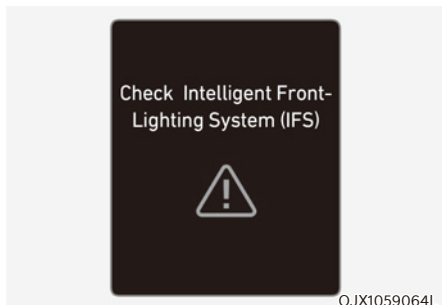 Check Intelligent Front-
Lighting System (IFS)
OJX1059064L